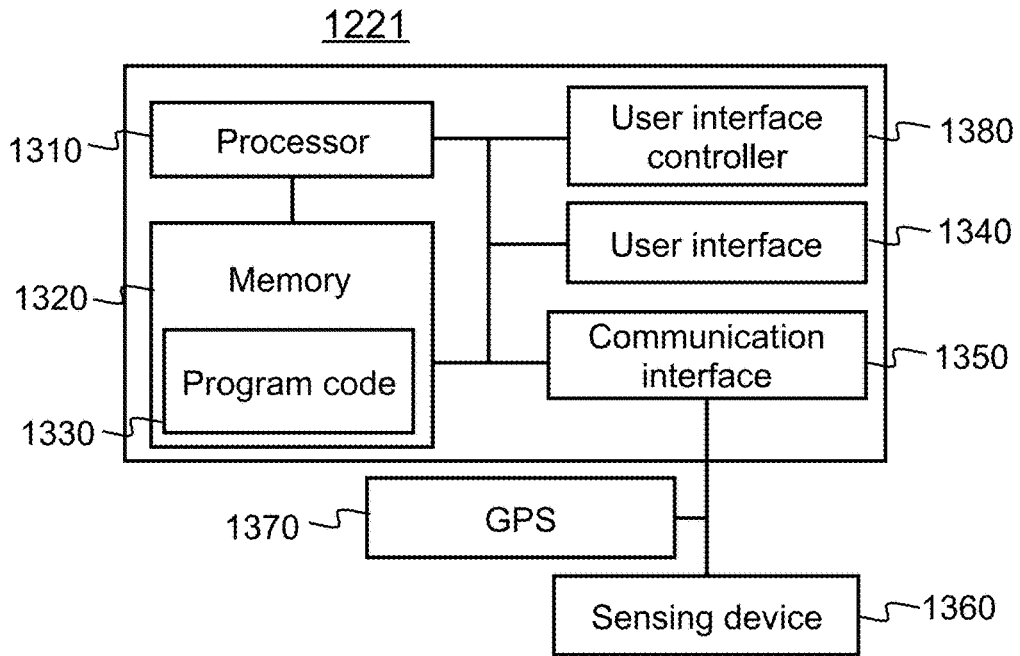 1221
1310
Processor
User interface
controller
1380
User interface
1340
1320
Memory
Communication
interface
1350
Program code
1330
1370
GPS
Sensing device
1360